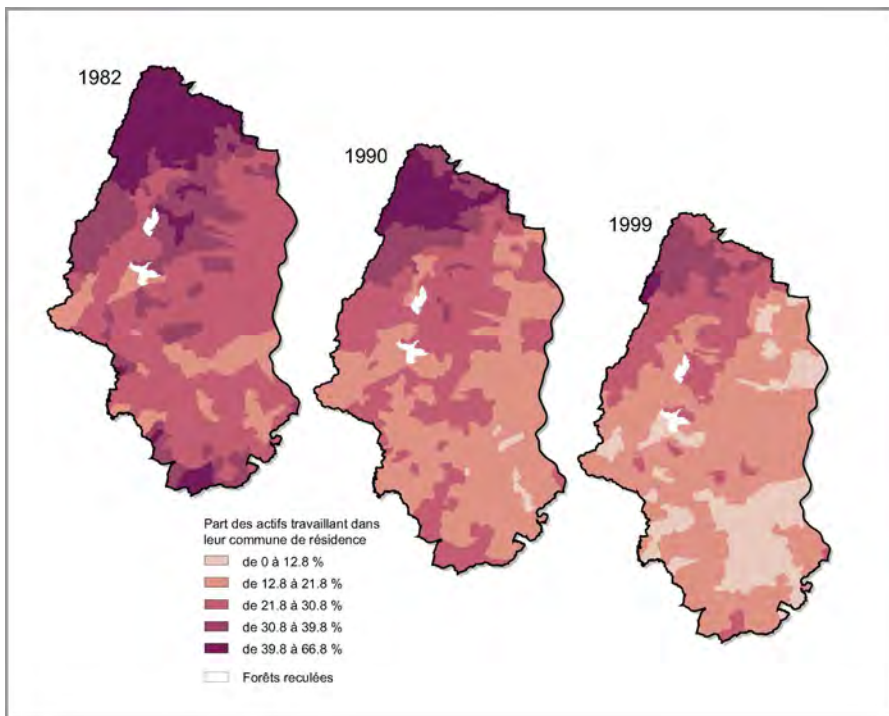 1982
1990
1999
Part des actifs travaillant dans
leur commune de résidence
de 0 à 12.8 %
de 12.8 à 21.8 %
de 21.8 à 30.8 %
de 30.8 à 39.8 %
de 39.8 à 66.8 %
Forêts reculées